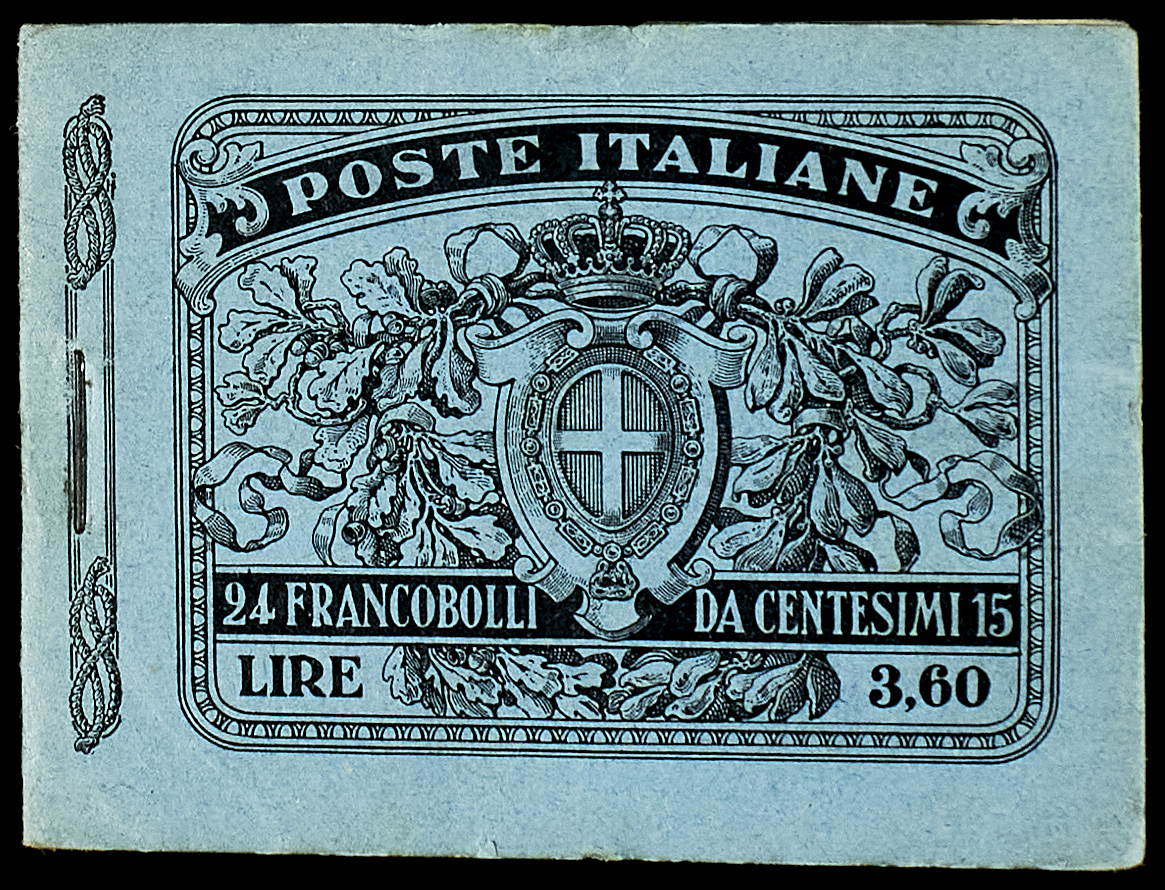 POSTE ITALIANE
24 FRANCOBOLLI DA CENTESIMI 15
LIRE 3,60